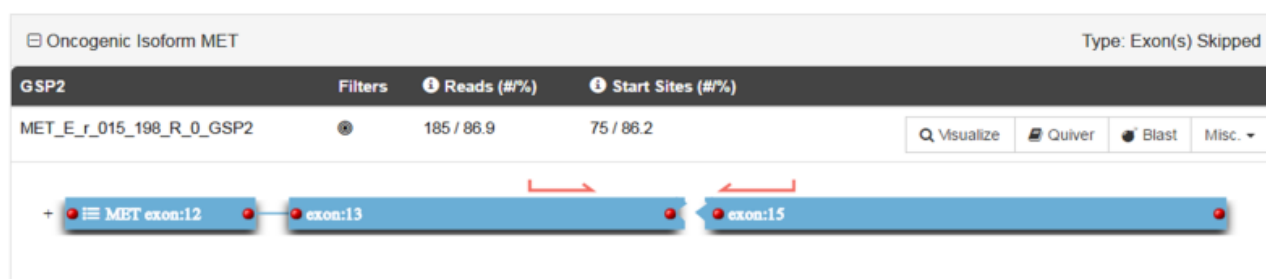 Oncogenic Isoform MET Type: Exon(s) Skipped
GSP2 Filters Reads (#/%) Start Sites (#/%)
MET_E_r_015_198_R_0_GSP2 185 / 86.9 75 / 86.2 Visualize Quiver Blast Misc.
+ MET exon:12 exon:13 exon:15